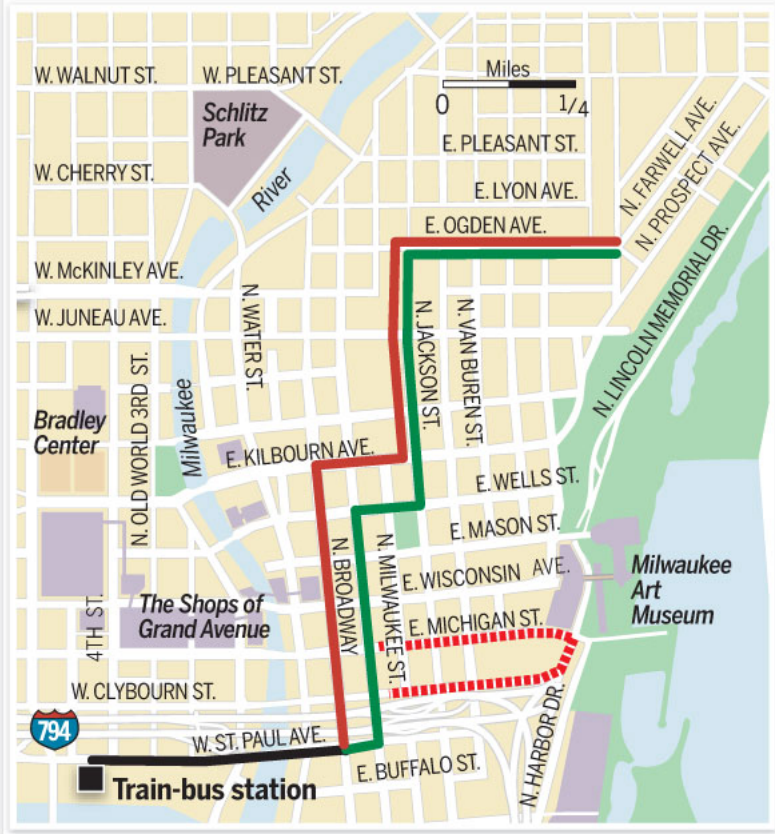 W. WALNUT ST.
W. PLEASANT ST.
Miles
0
1/4
Schlitz
Park
E. PLEASANT ST.
N. FARWELL AVE.
W. CHERRY ST.
River
E. LYON AVE.
N. PROSPECT AVE.
E. OGDEN AVE.
W. McKINLEY AVE.
N. LINCOLN MEMORIAL DR.
W. JUNEAU AVE.
N. WATER ST.
N. JACKSON ST.
N. VAN BUREN ST.
N. OLD WORLD 3RD ST.
Milwaukee
Bradley
Center
E. KILBOURN AVE.
E. WELLS ST.
E. MASON ST.
N. BROADWAY
N. MILWAUKEE ST.
E. WISCONSIN AVE.
Milwaukee
Art
Museum
The Shops of
Grand Avenue
4TH ST.
E. MICHIGAN ST.
W. CLYBOURN ST.
794
W. ST. PAUL AVE.
N. HARBOR DR.
E. BUFFALO ST.
Train-bus station